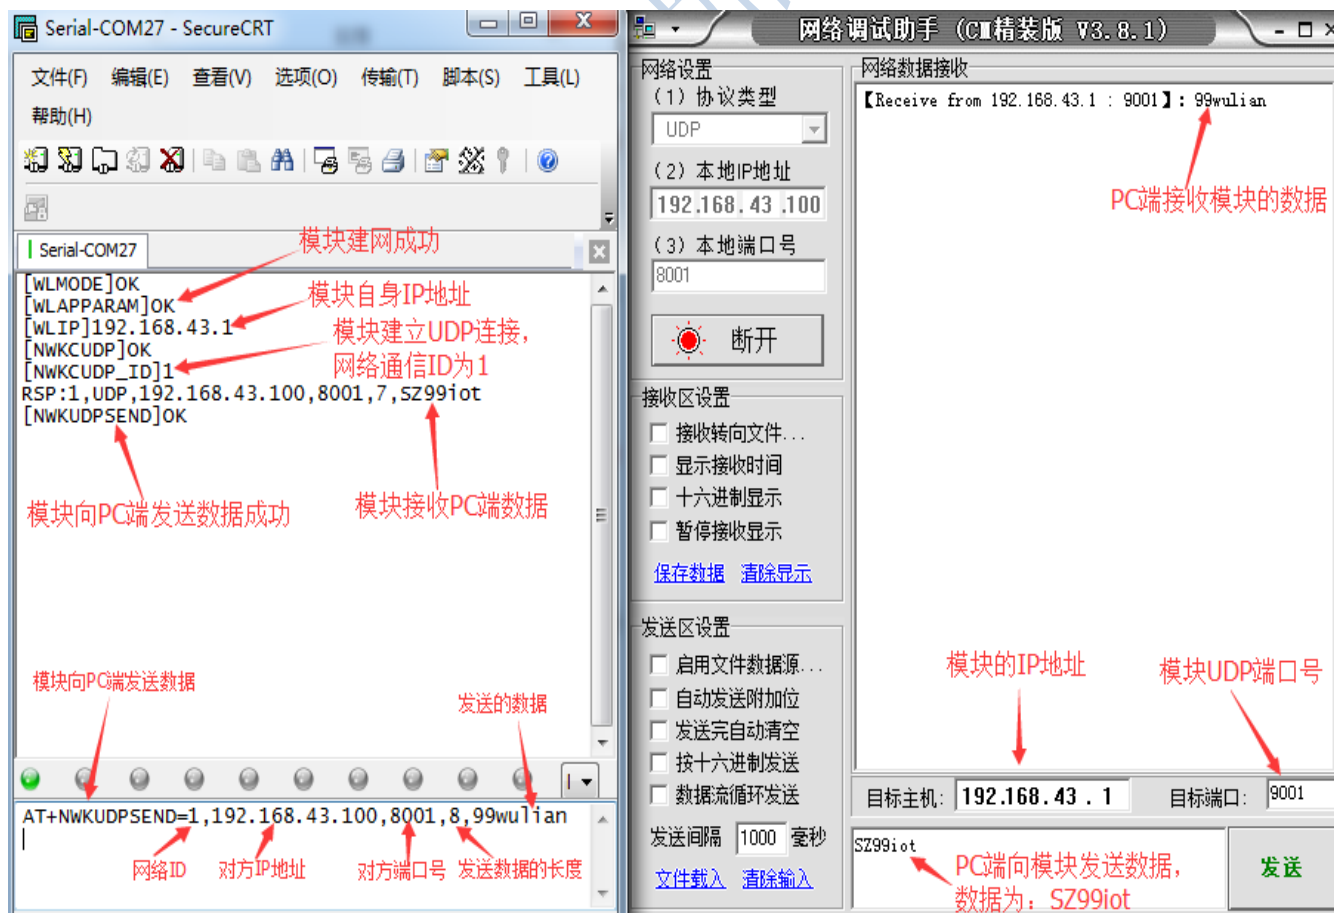 Serial-COM27 - SecureCRT
文件(F) 编辑(E) 查看(V) 选项(O) 传输(T) 脚本(S) 工具(L)
帮助(H)
Serial-COM27
模块建网成功
[WLMODE]OK
[WLAPPARAM]OK
模块自身IP地址
[WLIP]192.168.43.1
模块建立UDP连接，
[NWKCUDP]OK
网络通信ID为1
[NWKCUDP_ID]1
RSP:1,UDP,192.168.43.100,8001,7,SZ99iot
[NWKUDPSEND]OK
模块向PC端发送数据成功
模块接收PC端数据
模块向PC端发送数据
发送的数据
AT+NWKUDPSEND=1,192.168.43.100,8001,8,99wulian
网络ID
对方IP地址
对方端口号
发送数据的长度
网络调试助手 (C■精装版 V3.8.1)
网络设置
(1) 协议类型
UDP
(2) 本地IP地址
192.168. 43 .100
(3) 本地端口号
8001
断开
接收区设置
接收转向文件...
显示接收时间
十六进制显示
暂停接收显示
保存数据 清除显示
发送区设置
启用文件数据源...
自动发送附加位
发送完自动清空
按十六进制发送
数据流循环发送
发送间隔 1000 毫秒
文件载入 清除输入
网络数据接收
【Receive from 192.168.43.1 : 9001】: 99wulian
PC端接收模块的数据
模块的IP地址
模块UDP端口号
目标主机: 192.168. 43 . 1 目标端口: 9001
SZ99iot
PC端向模块发送数据，
数据为：SZ99iot
发送